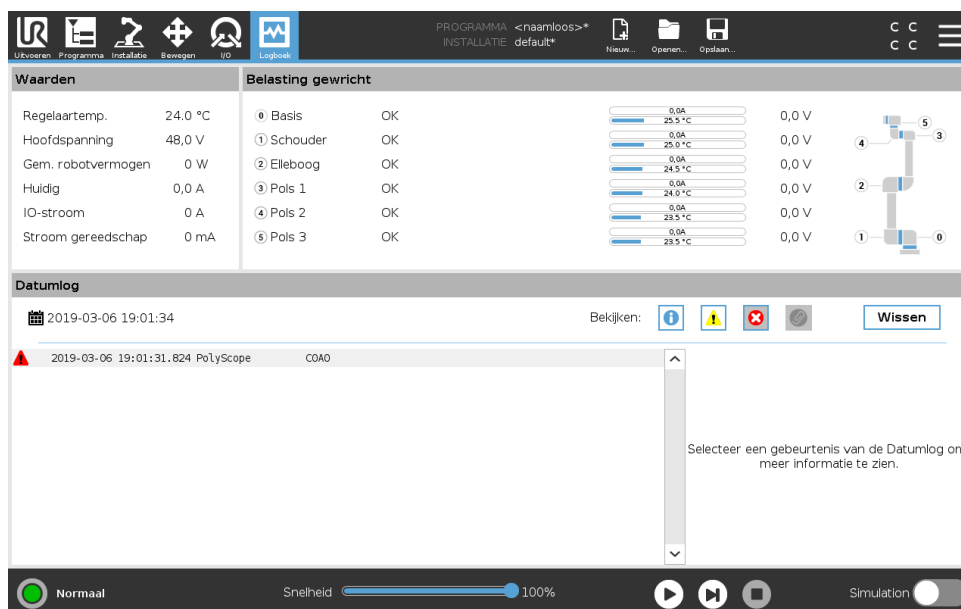 PROGRAMMA <naamloos>*
INSTALLATIE default*
Uitvoeren Programma Installatie Bewegen I/O Logboek Nieuw... Openen... Opslaan...
C C
C C
Waarden
Belasting gewricht
Regelaartemp. 24.0 °C
Hoofdspanning 48,0 V
Gem. robotvermogen 0 W
Huidig 0,0 A
IO-stroom 0 A
Stroom gereedschap 0 mA
0 Basis OK 0,0A 25.5 °C 0,0 V
1 Schouder OK 0,0A 25.0 °C 0,0 V
2 Elleboog OK 0,0A 24.5 °C 0,0 V
3 Pols 1 OK 0,0A 24.0 °C 0,0 V
4 Pols 2 OK 0,0A 23.5 °C 0,0 V
5 Pols 3 OK 0,0A 23.5 °C 0,0 V
5
4 3
2
1 0
Datumlog
2019-03-06 19:01:34 Bekijken: Wissen
2019-03-06 19:01:31.824 PolyScope C0A0
Selecteer een gebeurtenis van de Datumlog om
meer informatie te zien.
Normaal Snelheid 100% Simulation